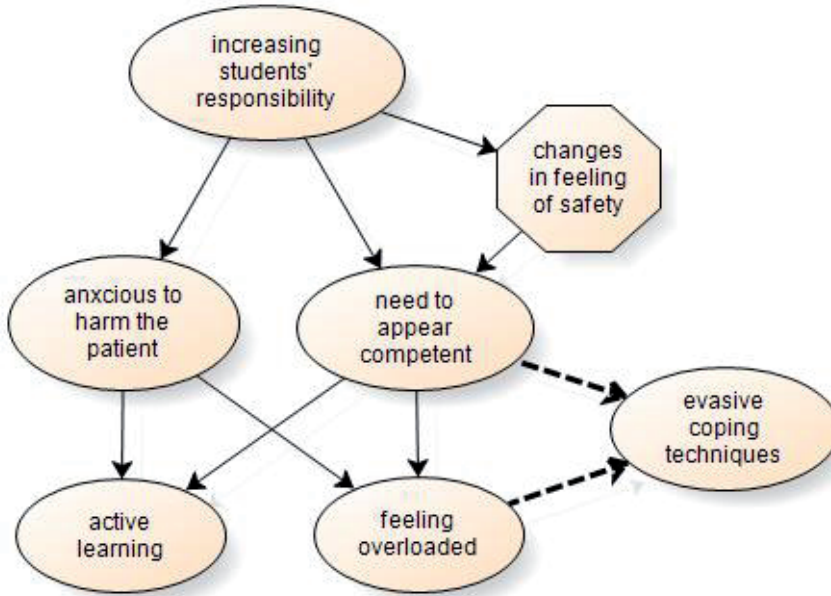 increasing
students'
responsibility
changes
in feeling
of safety
anxcious to
harm the
patient
need to
appear
competent
evasive
coping
techniques
active
learning
feeling
overloaded